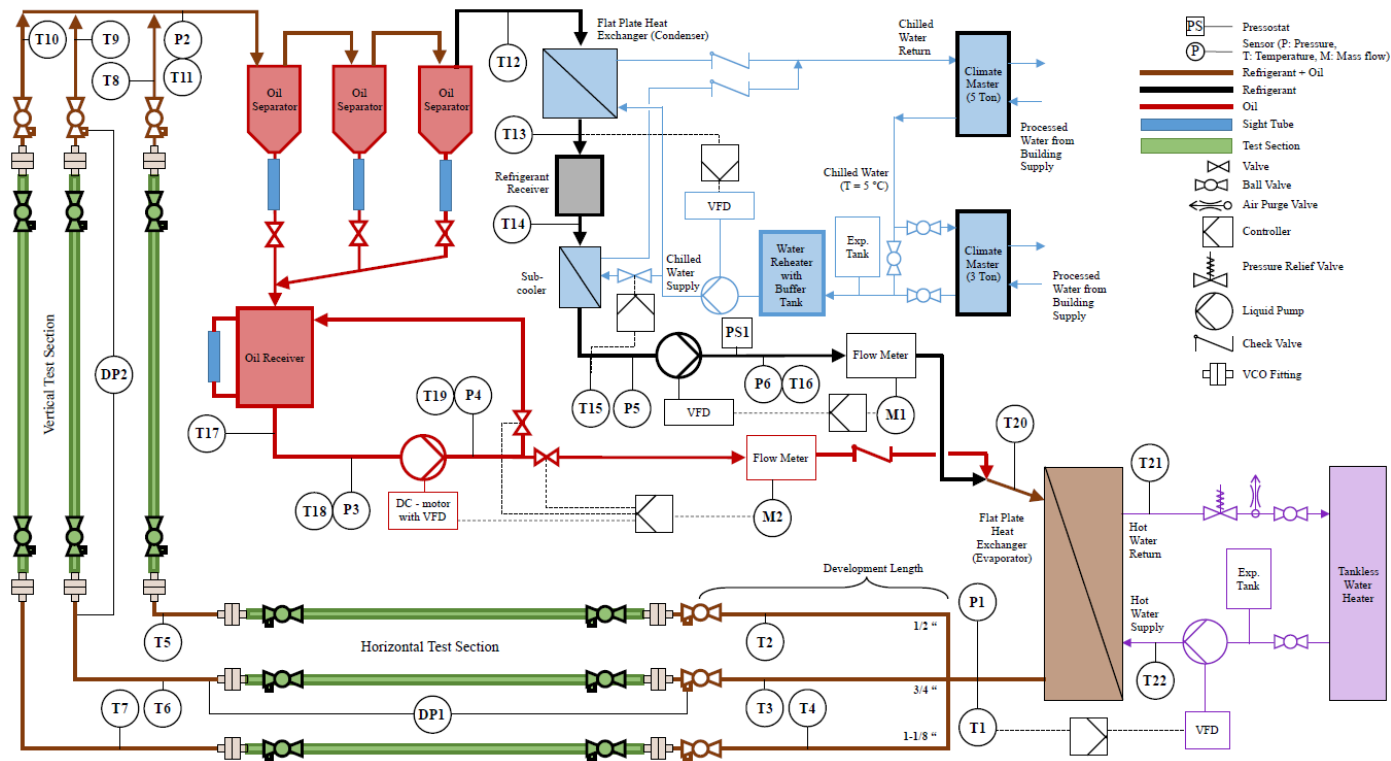 T10
T9
P2
T8
T11
Oil
Separator
Oil
Separator
Oil
Separator
T12
Flat Plate Heat
Exchanger (Condenser)
Chilled
Water
Return
Climate
Master
(5 Ton)
Processed
Water from
Building
Supply
T13
Refrigerant
Receiver
T14
Sub-
cooler
VFD
Chilled Water
(T = 5 °C)
Chilled
Water
Supply
Water
Reheater
with
Buffer
Tank
Exp.
Tank
Climate
Master
(3 Ton)
Processed
Water from
Building
Supply
PS
Pressostat
P
Sensor (P: Pressure,
T: Temperature, M: Mass flow)
Refrigerant + Oil
Refrigerant
Oil
Sight Tube
Test Section
Valve
Ball Valve
Air Purge Valve
Controller
Pressure Relief Valve
Liquid Pump
Check Valve
VCO Fitting
Vertical Test Section
DP2
Oil Receiver
T17
T19
P4
T18
P3
DC - motor
with VFD
T15
P5
PS1
P6
T16
VFD
Flow Meter
M1
Flow Meter
M2
T20
T21
Flat Plate
Heat
Exchanger
(Evaporator)
Hot
Water
Return
Hot
Water
Supply
Exp.
Tank
Tankless
Water
Heater
T22
VFD
Development Length
P1
T1
1/2 “
3/4 “
1-1/8 “
T5
T2
Horizontal Test Section
T7
T6
DP1
T3
T4